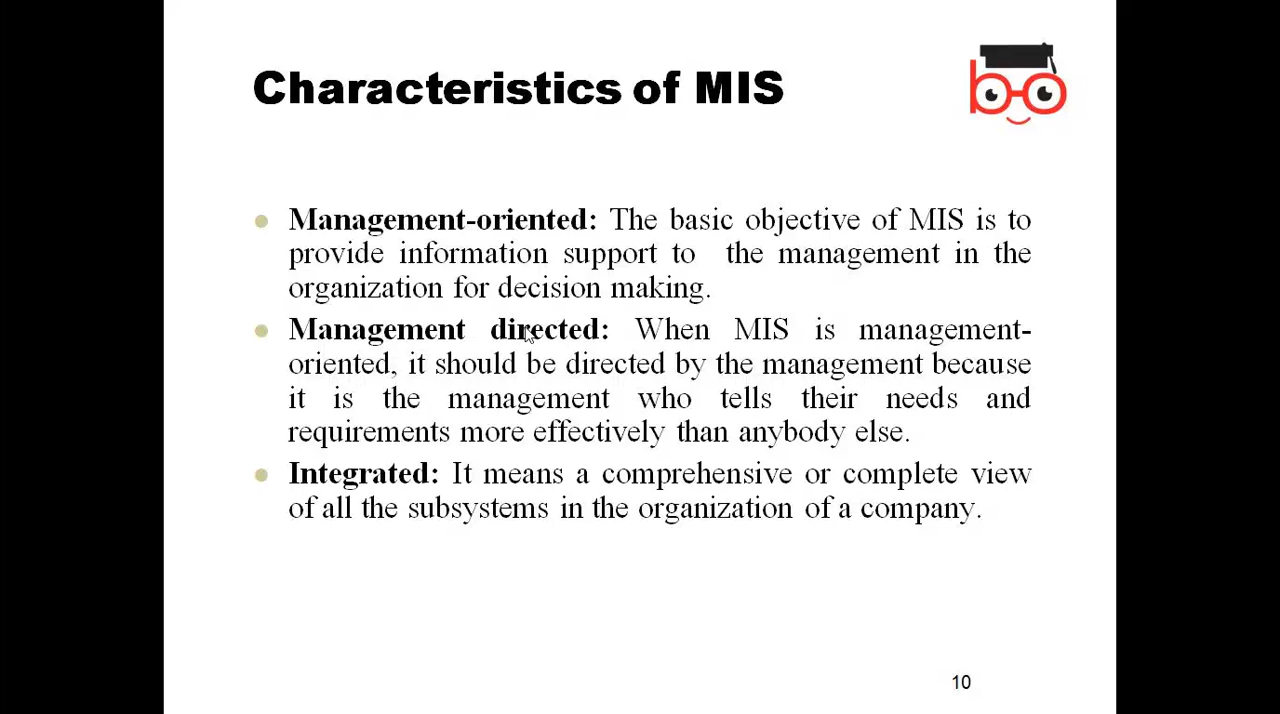 Characteristics of MIS
Management-oriented: The basic objective of MIS is to
provide information support to the management in the
organization for decision making.
Management directed: When MIS is management-
oriented, it should be directed by the management because
it is the management who tells their needs and
requirements more effectively than anybody else.
Integrated: It means a comprehensive or complete view
of all the subsystems in the organization of a company.
10